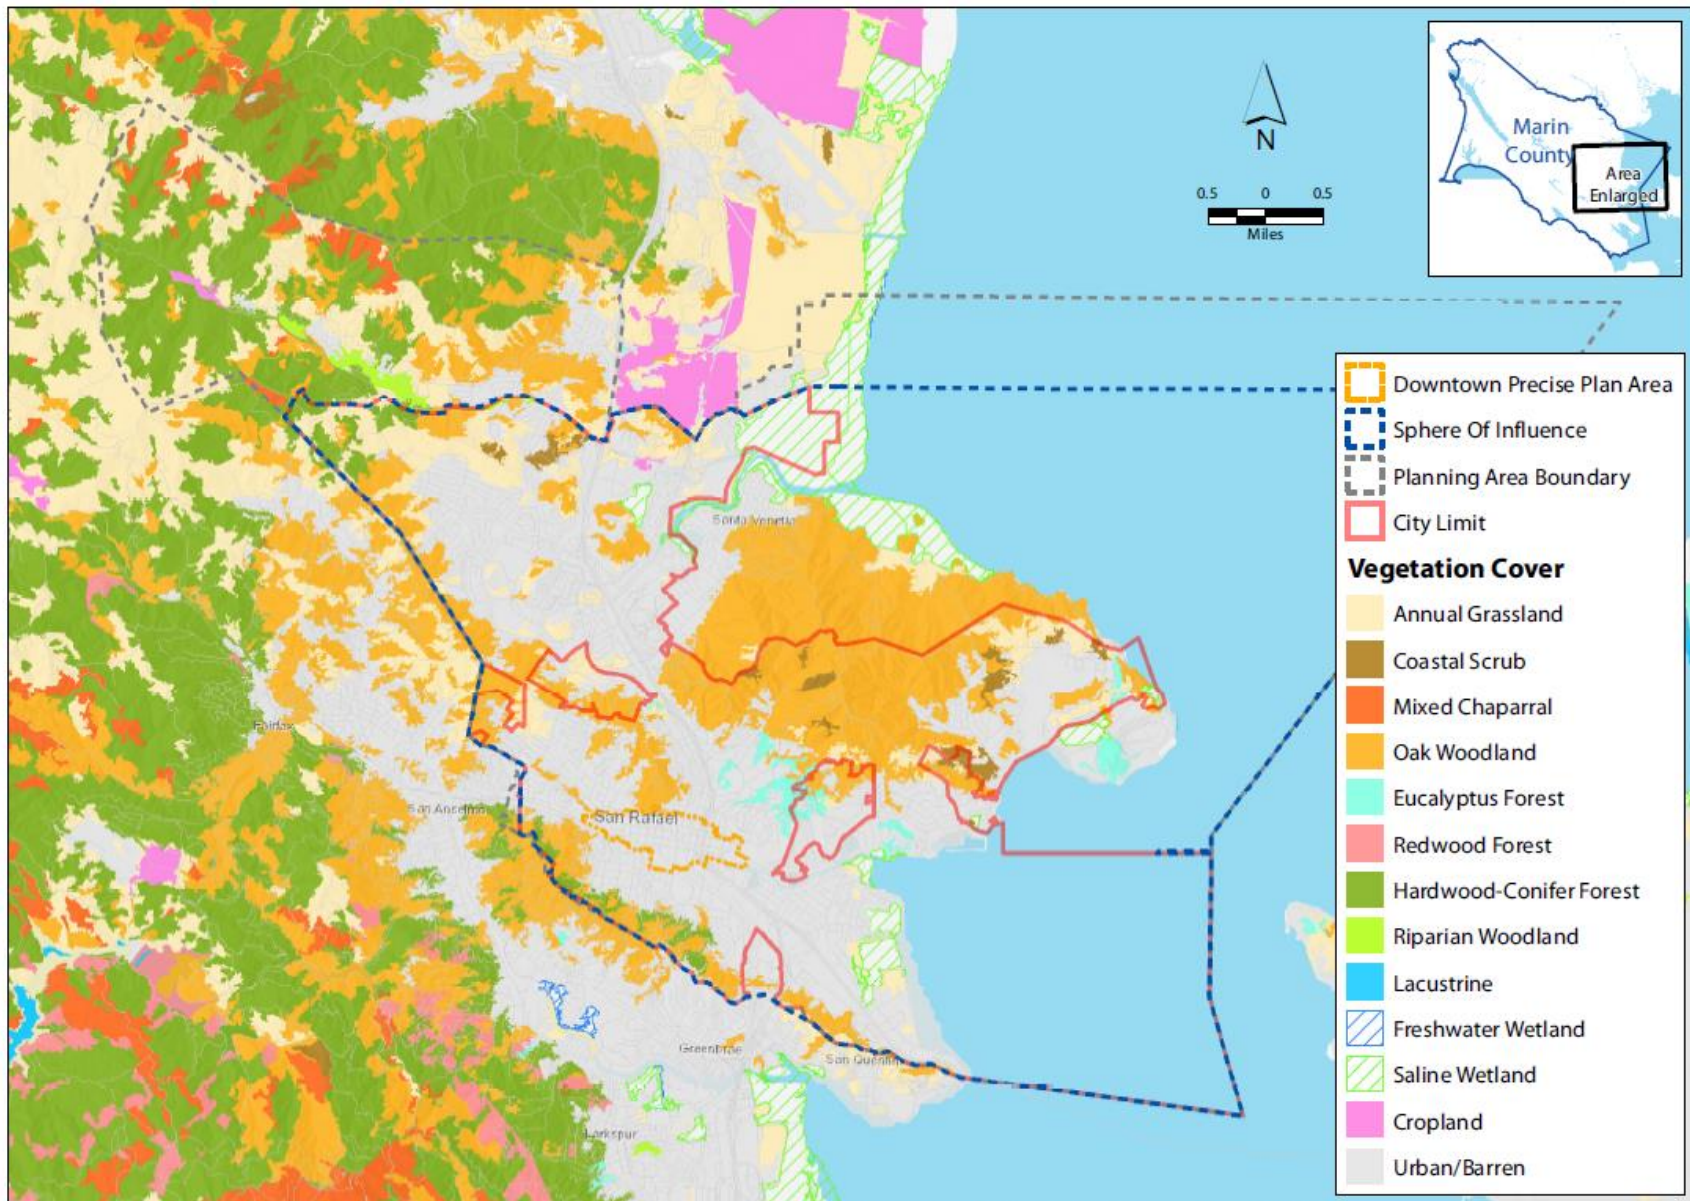 Marin
County
Area
Enlarged
N
0.5 0 0.5
Miles
Downtown Precise Plan Area
Sphere Of Influence
Planning Area Boundary
City Limit
Vegetation Cover
Annual Grassland
Coastal Scrub
Mixed Chaparral
Oak Woodland
Eucalyptus Forest
Redwood Forest
Hardwood-Conifer Forest
Riparian Woodland
Lacustrine
Freshwater Wetland
Saline Wetland
Cropland
Urban/Barren
Santa Venetia
Fairfax
San Anselmo
San Rafael
Greenbrae
San Quentin
Larkspur